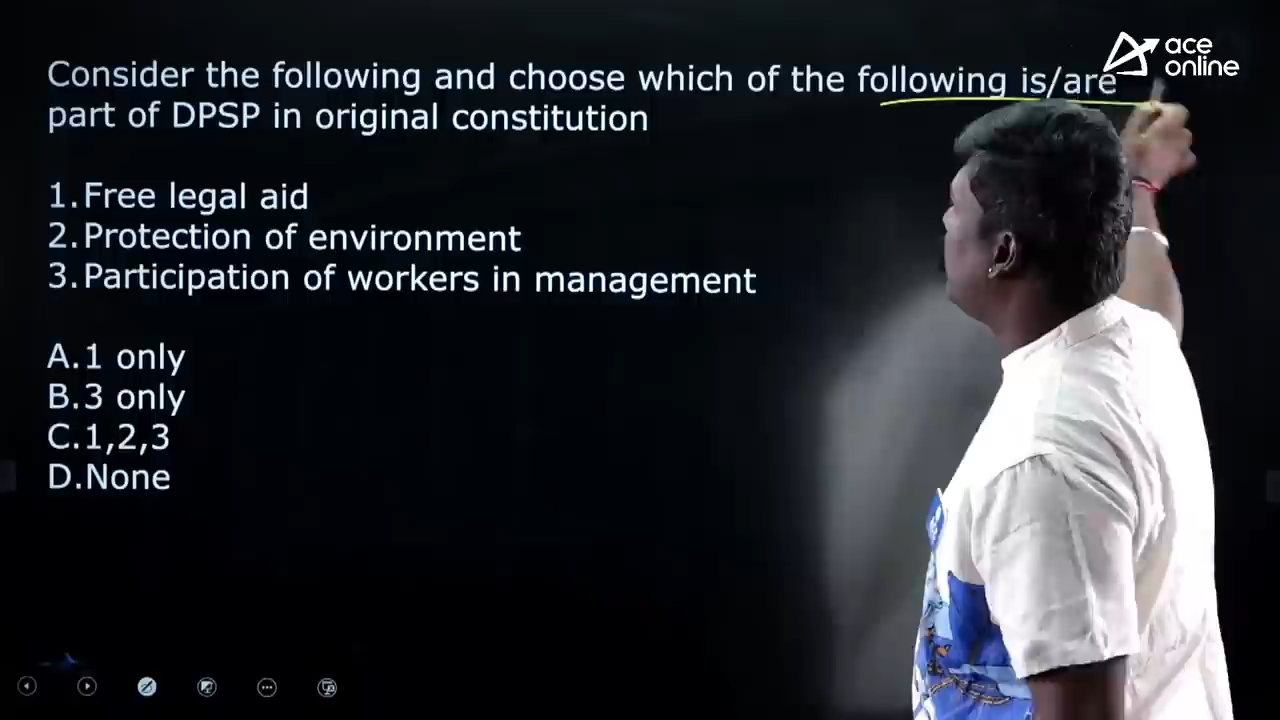 ace
online
Consider the following and choose which of the following is/are
part of DPSP in original constitution
1.Free legal aid
2.Protection of environment
3.Participation of workers in management
A.1 only
B.3 only
C.1,2,3
D.None